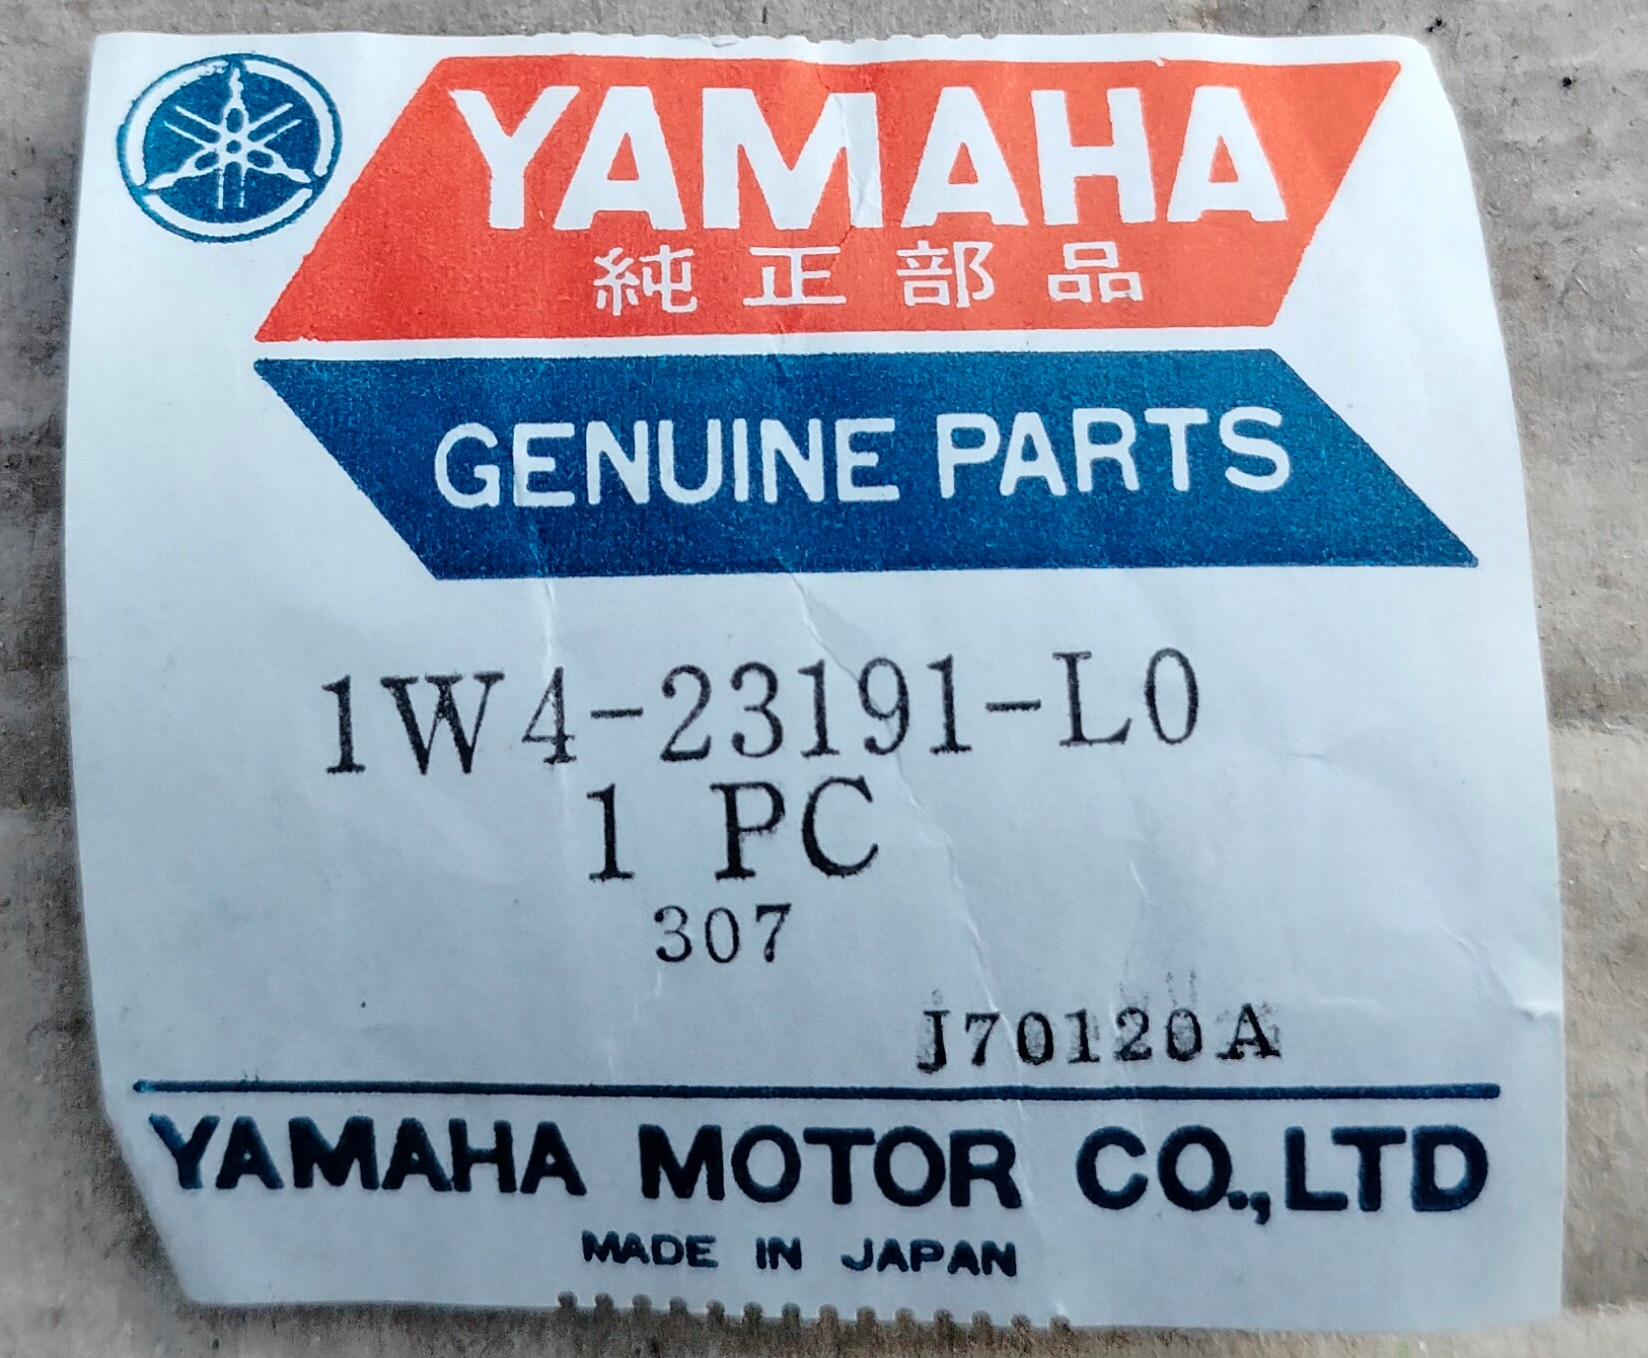 YAMAHA
純正部品
GENUINE PARTS
1W4-23191-L0
1 PC
307
J70120A
YAMAHA MOTOR CO.,LTD
MADE IN JAPAN